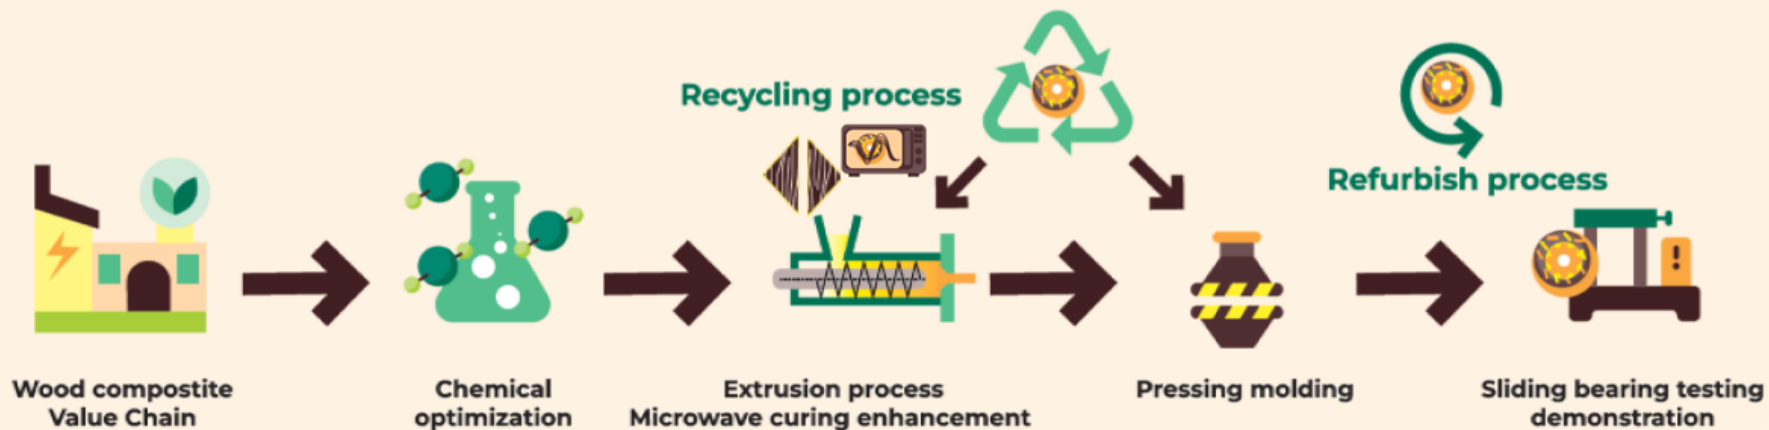 Recycling process
Refurbish process
Wood compostite
Value Chain
Chemical
optimization
Extrusion process
Microwave curing enhancement
Pressing molding
Sliding bearing testing
demonstration